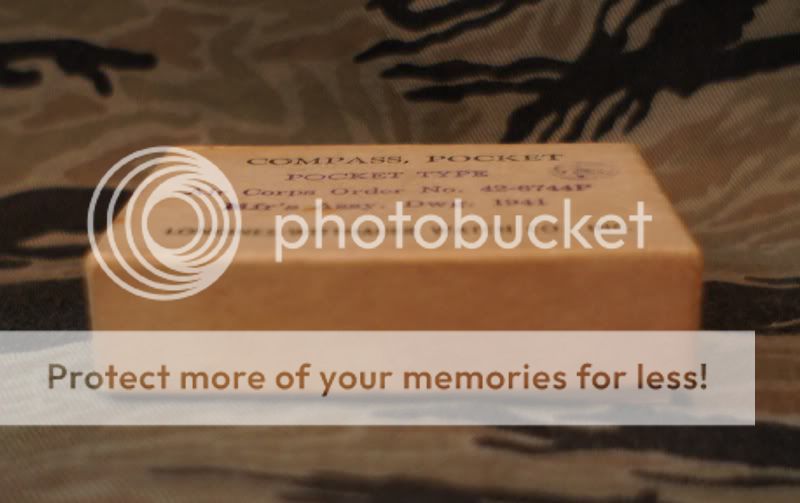 COMPASS, POCKET
POCKET TYPE
Corps Order No. 42-6744P
Mfr's Assy. Dwg. 1941
photobucket
Protect more of your memories for less!